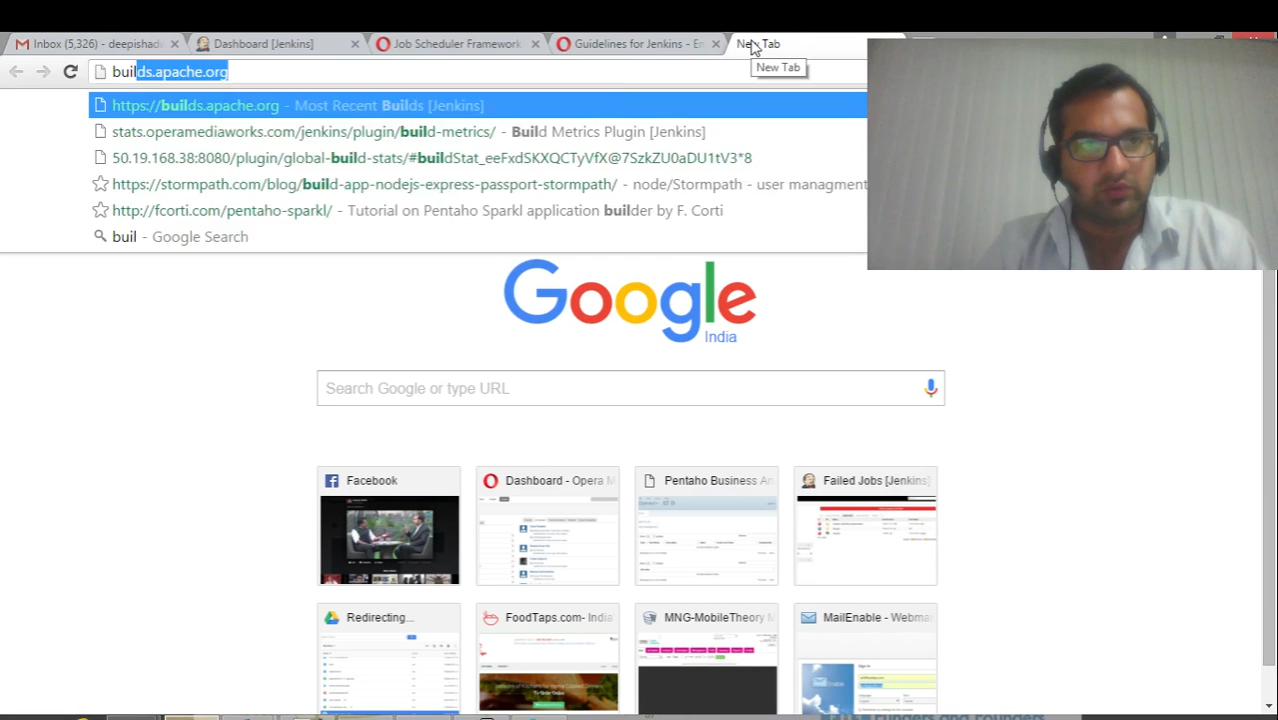 Inbox (5,326) - deepishad
Dashboard [Jenkins]
Job Scheduler Framework
Guidelines for Jenkins - En
New Tab
builds.apache.org
New Tab
https://builds.apache.org - Most Recent Builds [Jenkins]
stats.operamediaworks.com/jenkins/plugin/build-metrics/ - Build Metrics Plugin [Jenkins]
50.19.168.38:8080/plugin/global-build-stats/#buildStat_eeFxdSKXQCTyVfX@7SzkZU0aDU1tV3*8
https://stormpath.com/blog/build-app-nodejs-express-passport-stormpath/ - node/Stormpath - user managment
http://fcorti.com/pentaho-sparkl/ - Tutorial on Pentaho Sparkl application builder by F. Corti
buil - Google Search
Google
India
Search Google or type URL
Facebook
Dashboard - Opera M
Pentaho Business An
Failed Jobs [Jenkins]
Redirecting...
FoodTaps.com- India
MNG-MobileTheory M
MailEnable - Webma